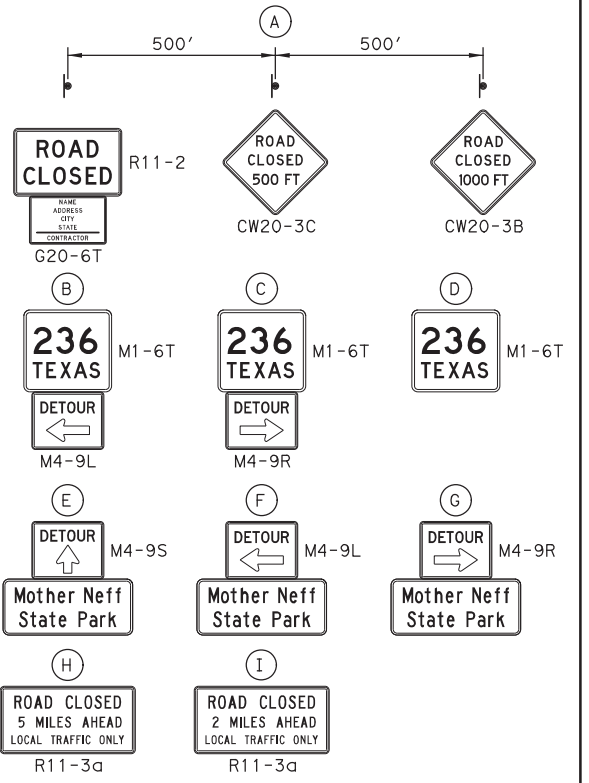 A
500' 500'
ROAD
CLOSED
R11-2
NAME
ADDRESS
CITY
STATE
CONTRACTOR
G20-6T
ROAD
CLOSED
500 FT
CW20-3C
ROAD
CLOSED
1000 FT
CW20-3B
B
236
TEXAS
M1-6T
DETOUR
M4-9L
C
236
TEXAS
M1-6T
DETOUR
M4-9R
D
236
TEXAS
M1-6T
E
DETOUR
M4-9S
Mother Neff
State Park
F
DETOUR
M4-9L
Mother Neff
State Park
G
DETOUR
M4-9R
Mother Neff
State Park
H
ROAD CLOSED
5 MILES AHEAD
LOCAL TRAFFIC ONLY
R11-3a
I
ROAD CLOSED
2 MILES AHEAD
LOCAL TRAFFIC ONLY
R11-3a